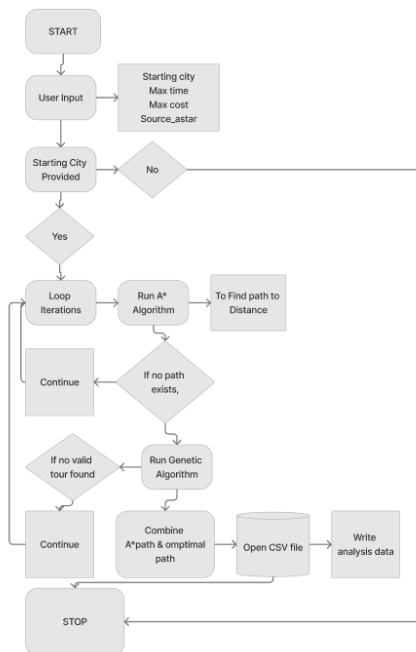 START
User Input
Starting city
Max time
Max cost
Source_astar
Starting City
Provided
No
Yes
Loop
Iterations
Run A*
Algorithm
To Find path to
Distance
Continue
If no path
exists,
If no valid
tour found
Run Genetic
Algorithm
Continue
Combine
A*path & omptimal
path
Open CSV file
Write
analysis data
STOP